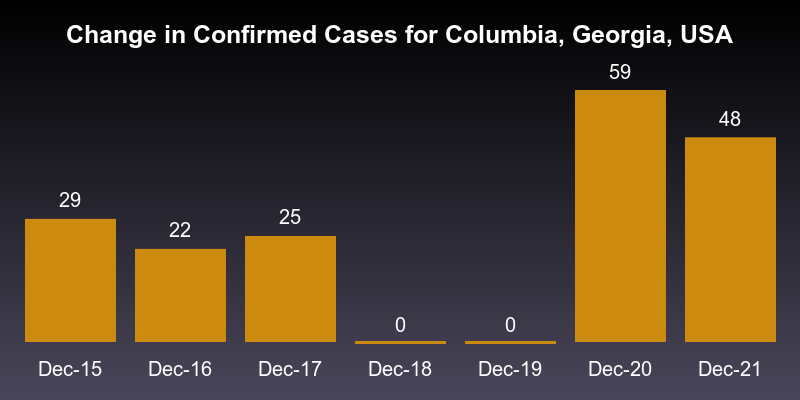 Change in Confirmed Cases for Columbia, Georgia, USA
59
48
29
22
25
0
0
Dec-15
Dec-16
Dec-17
Dec-18
Dec-19
Dec-20
Dec-21